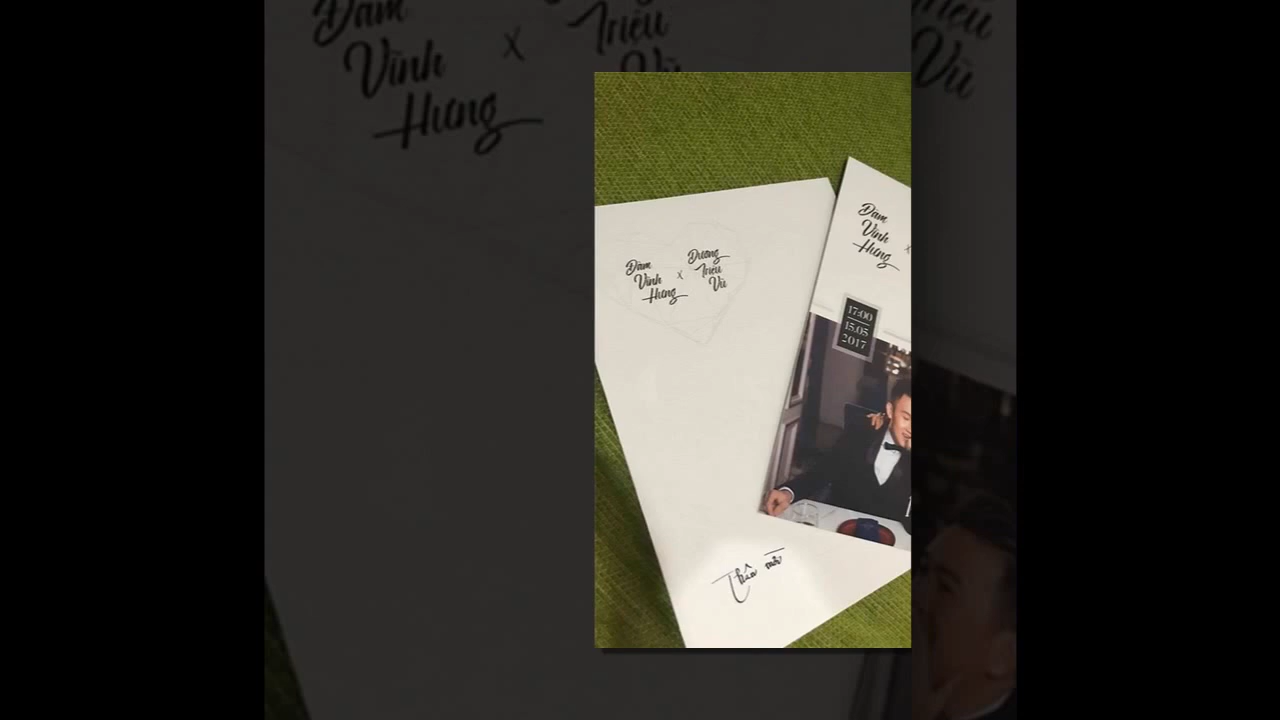 Đàm
Vĩnh
Hưng
x
Triệu
Vũ
Đàm
Vĩnh
Hưng
x
Dương
Triệu
Vũ
Đàm
Vĩnh
Hưng
x
17:00
15.05
2017
Thân mời